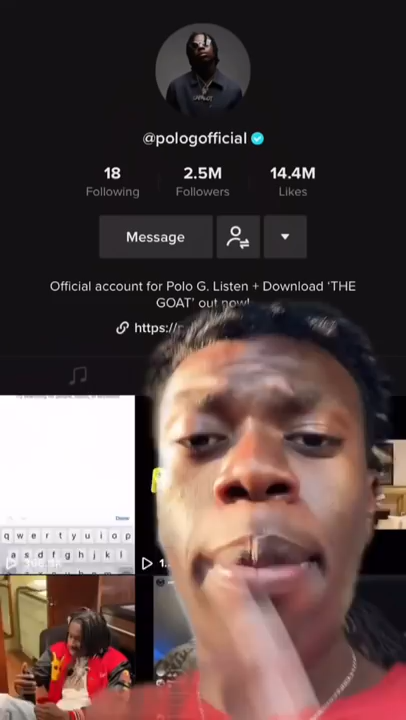 @pologofficial
18 2.5M 14.4M
Following Followers Likes
Message
Official account for Polo G. Listen + Download 'THE
GOAT' out now!
https://
q w e r t y u i o p
a s d f g h j k l